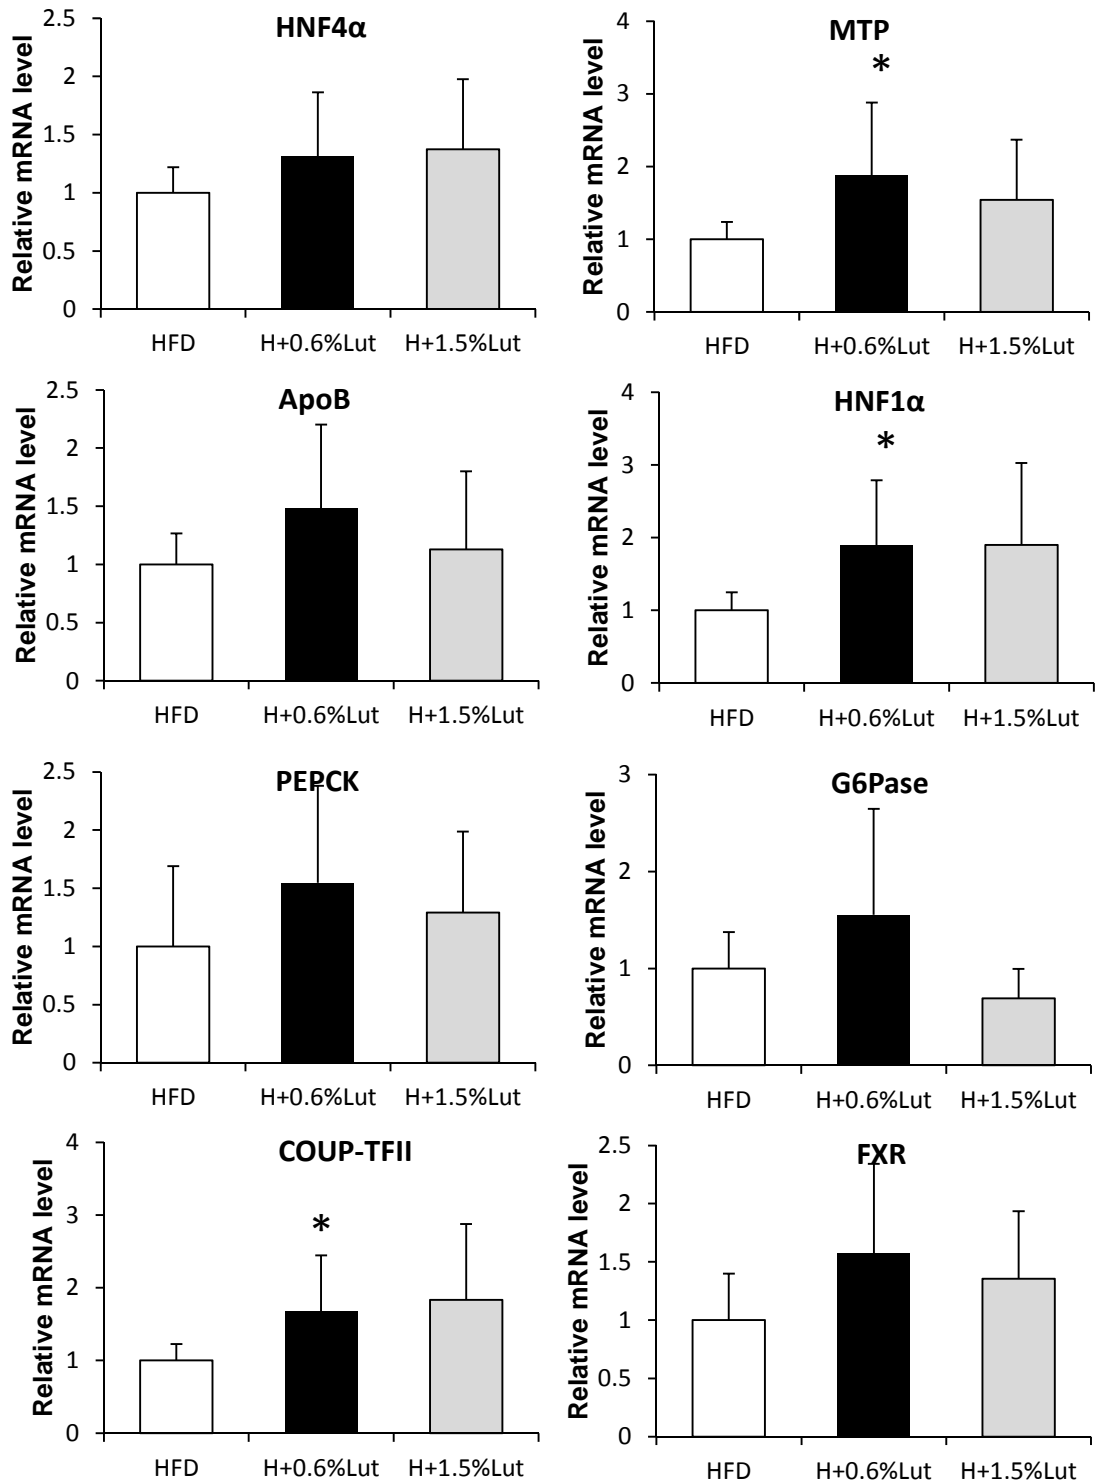 HNF4α
Relative mRNA level
2.5
2
1.5
1
0.5
0
HFD H+0.6%Lut H+1.5%Lut
MTP
*
Relative mRNA level
4
3
2
1
0
HFD H+0.6%Lut H+1.5%Lut
ApoB
Relative mRNA level
2.5
2
1.5
1
0.5
0
HFD H+0.6%Lut H+1.5%Lut
HNF1α
*
Relative mRNA level
4
3
2
1
0
HFD H+0.6%Lut H+1.5%Lut
PEPCK
Relative mRNA level
2.5
2
1.5
1
0.5
0
HFD H+0.6%Lut H+1.5%Lut
G6Pase
Relative mRNA level
3
2
1
0
HFD H+0.6%Lut H+1.5%Lut
COUP-TFII
*
Relative mRNA level
4
3
2
1
0
HFD H+0.6%Lut H+1.5%Lut
FXR
Relative mRNA level
2.5
2
1.5
1
0.5
0
HFD H+0.6%Lut H+1.5%Lut